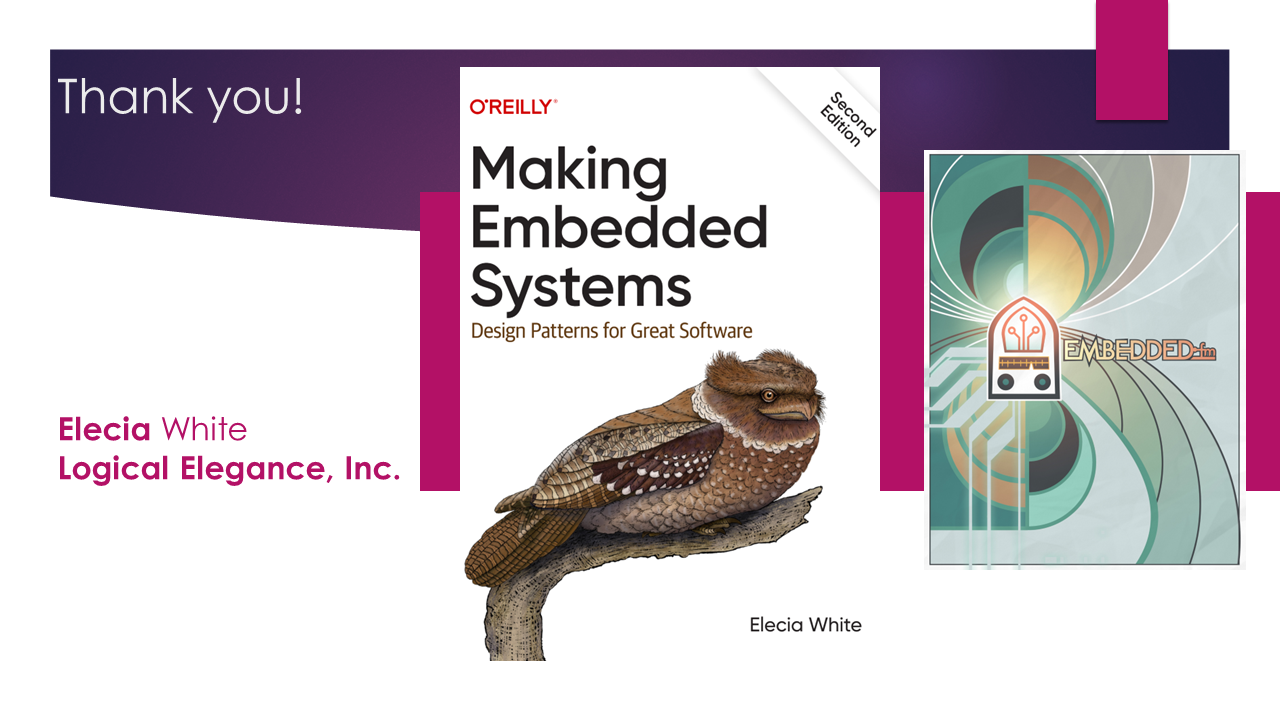 Thank you!
O'REILLY®
Second
Edition
Making
Embedded
Systems
Design Patterns for Great Software
Elecia White
EMBEDDED.fm
Elecia White
Logical Elegance, Inc.